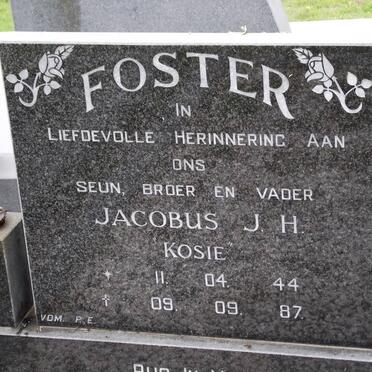 FOSTER
IN
LIEFDEVOLLE HERINNERING AAN
ONS
SEUN, BROER EN VADER
JACOBUS J. H.
KOSIE
* 11. 04. 44
† 09. 09. 87.
VOM. P.E.